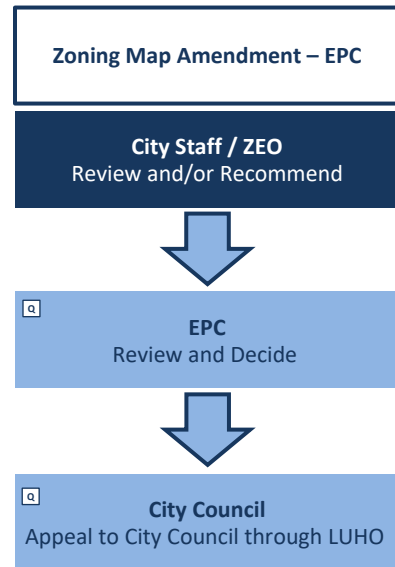 Zoning Map Amendment – EPC
City Staff / ZEO
Review and/or Recommend
Q
EPC
Review and Decide
Q
City Council
Appeal to City Council through LUHO